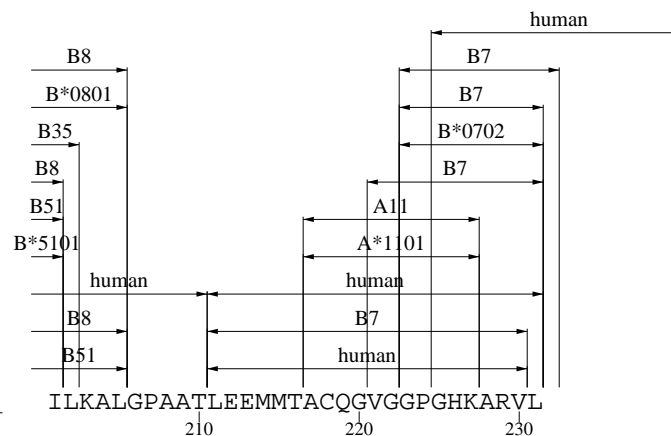 human
B8 B7
B*0801 B7
B35 B*0702
B8 B7
B51 A11
B*5101 A*1101
human human
B8 B7
B51 human
ILKALGPAATLEEMMTACQGVGGPGHKARVL
210 220 230